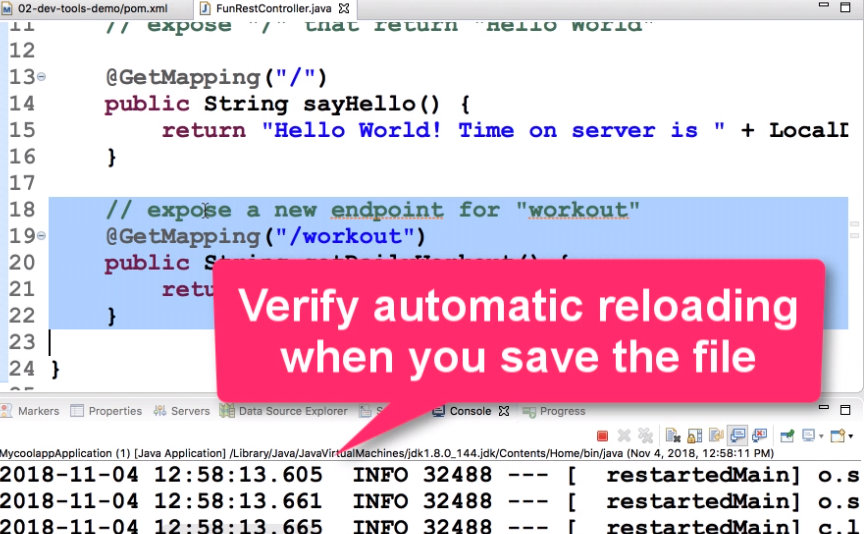 02-dev-tools-demo/pom.xml FunRestController.java
11 // expose "/" that return "Hello World"
12
13 @GetMapping("/")
14 public String sayHello() {
15 return "Hello World! Time on server is " + LocalD
16 }
17
18 // expose a new endpoint for "workout"
19 @GetMapping("/workout")
20 public String getDailyWorkout() {
21 retu
22 }
23
24 }
Verify automatic reloading
when you save the file
Markers Properties Servers Data Source Explorer Console Progress
MycoolappApplication (1) [Java Application] /Library/Java/JavaVirtualMachines/jdk1.8.0_144.jdk/Contents/Home/bin/java (Nov 4, 2018, 12:58:11 PM)
2018-11-04 12:58:13.605 INFO 32488 --- [ restartedMain] o.s
2018-11-04 12:58:13.661 INFO 32488 --- [ restartedMain] o.s
2018-11-04 12:58:13.665 INFO 32488 --- [ restartedMain] c.l